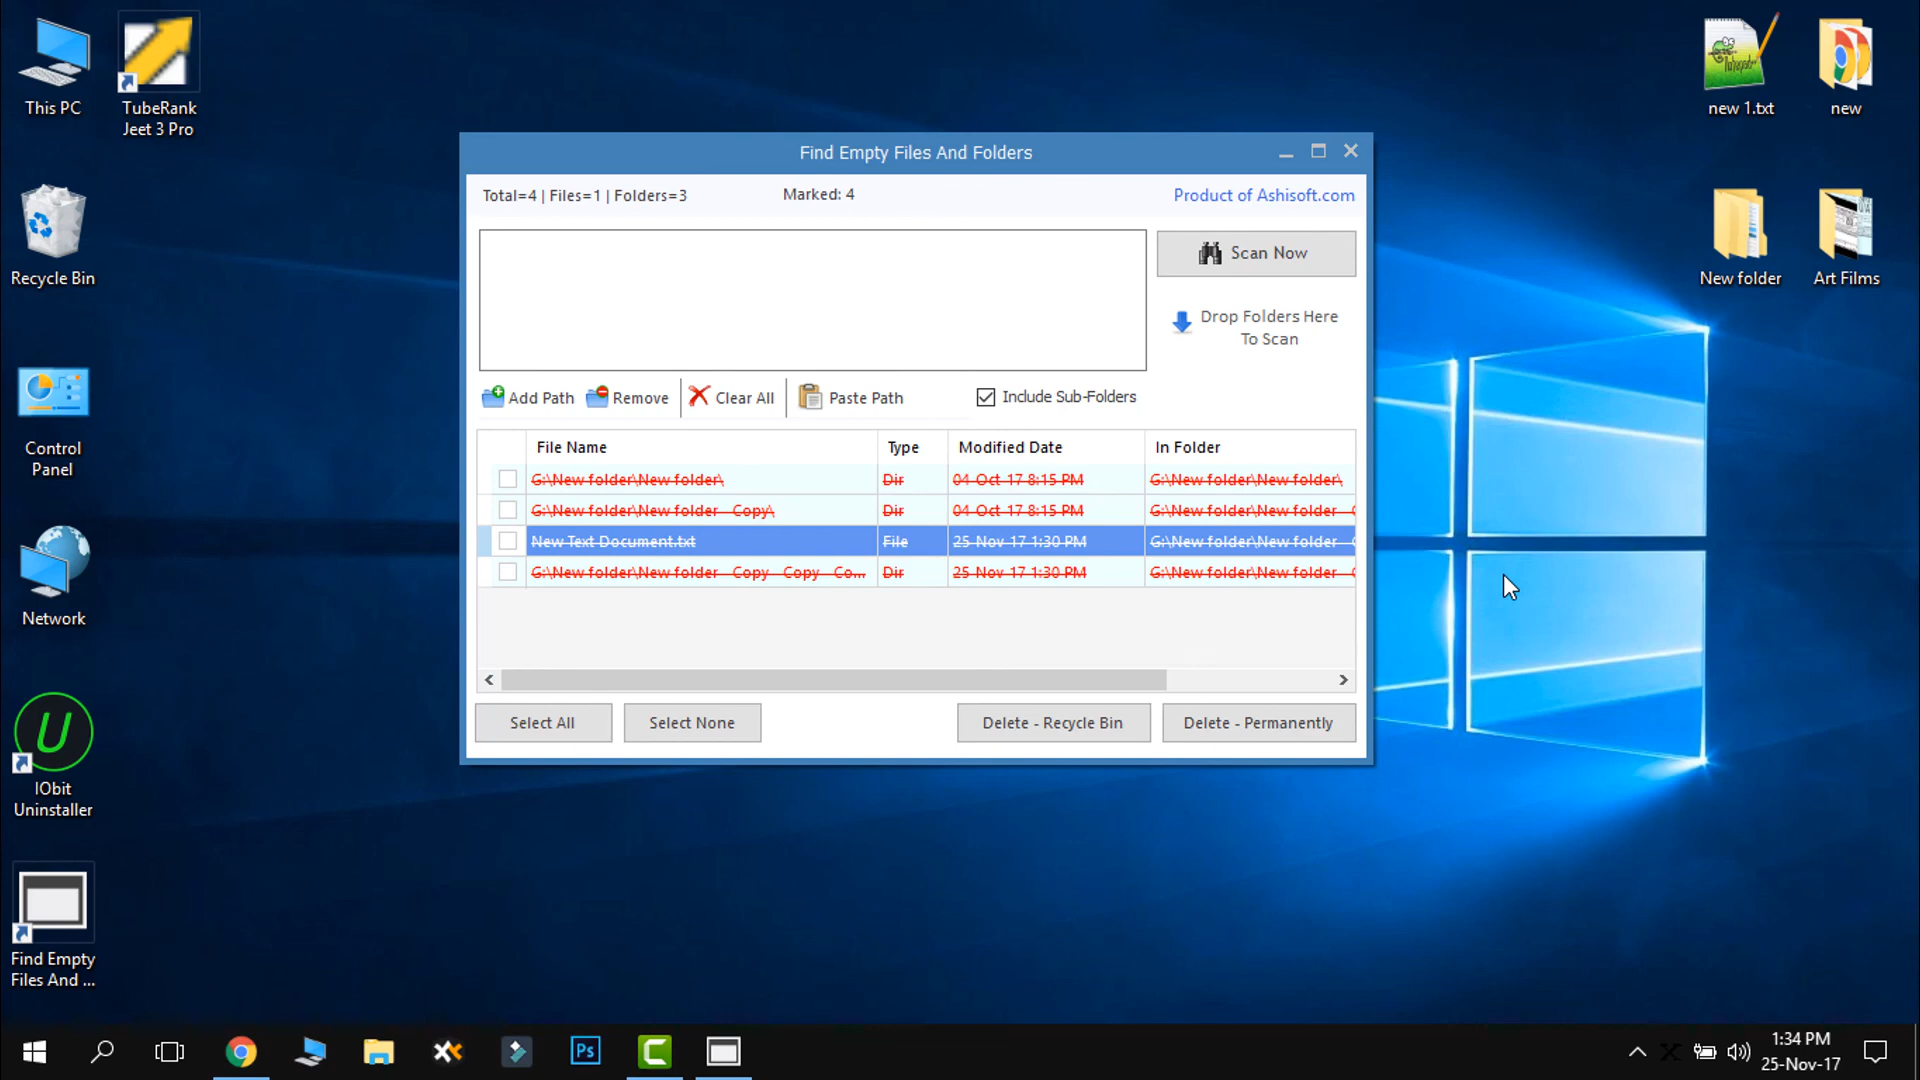 This PC
TubeRank
Jeet 3 Pro
new 1.txt
new
Recycle Bin
New folder
Art Films
Control
Panel
Network
IObit
Uninstaller
Find Empty
Files And ...
Find Empty Files And Folders
Total=4 | Files=1 | Folders=3
Marked: 4
Product of Ashisoft.com
Scan Now
Drop Folders Here
To Scan
Add Path
Remove
Clear All
Paste Path
Include Sub-Folders
File Name Type Modified Date In Folder
G:\New folder\New folder\ Dir 04-Oct-17 8:15 PM G:\New folder\New folder\
G:\New folder\New folder - Copy\ Dir 04-Oct-17 8:15 PM G:\New folder\New folder -
New Text Document.txt File 25-Nov-17 1:30 PM G:\New folder\New folder -
G:\New folder\New folder - Copy - Copy - Co... Dir 25-Nov-17 1:30 PM G:\New folder\New folder -
Select All
Select None
Delete - Recycle Bin
Delete - Permanently
Ps
1:34 PM
25-Nov-17